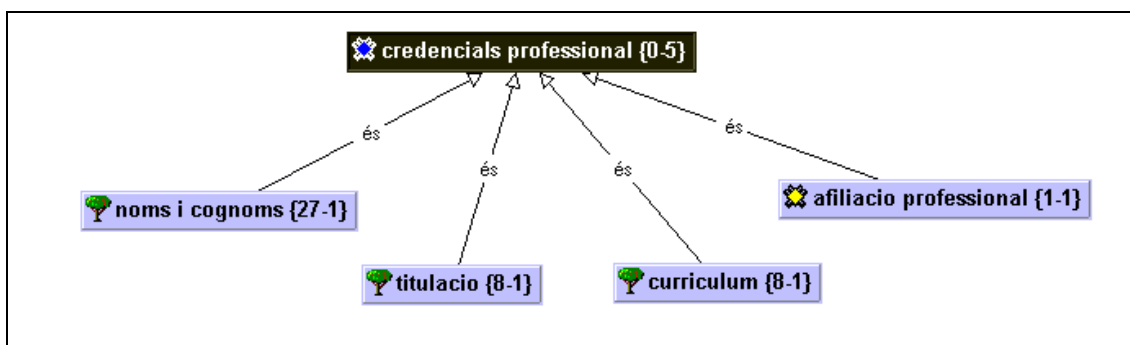 credencials professional {0-5}
és
és
és
és
noms i cognoms {27-1}
afiliacio professional {1-1}
titulacio {8-1}
curriculum {8-1}